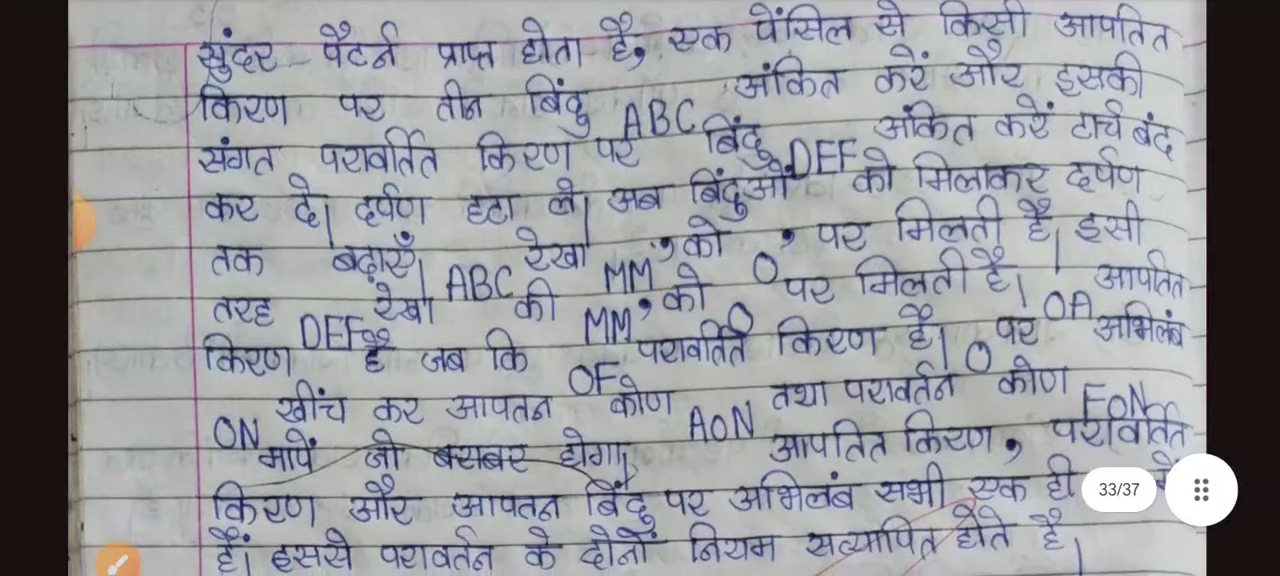 सुंदर पैटर्न प्राप्त होता है, एक पेंसिल से किसी आपतित
किरण पर तीन बिंदु ABC अंकित करें और इसकी
संगत परावर्तित किरण पर बिंदु DEF अंकित करें टार्च बंद
कर दे। दर्पण हटा ले। अब बिंदुओं को मिलाकर दर्पण
तक बढ़ाएँ। रेखा ABC, MM' को O पर मिलती है। इसी
तरह रेखा DEF की MM' को O पर मिलती है। OA आपतित
किरण है जब कि OF परावर्तित किरण है। O पर अभिलंब
ON खींच कर आपतन कोण AON तथा परावर्तन कोण FON
मापें जो बराबर होगा। आपतित किरण, परावर्तित
किरण और आपतन बिंदु पर अभिलंब सभी एक ही में
हैं। इससे परावर्तन के दोनों नियम सत्यापित होते है।
33/37